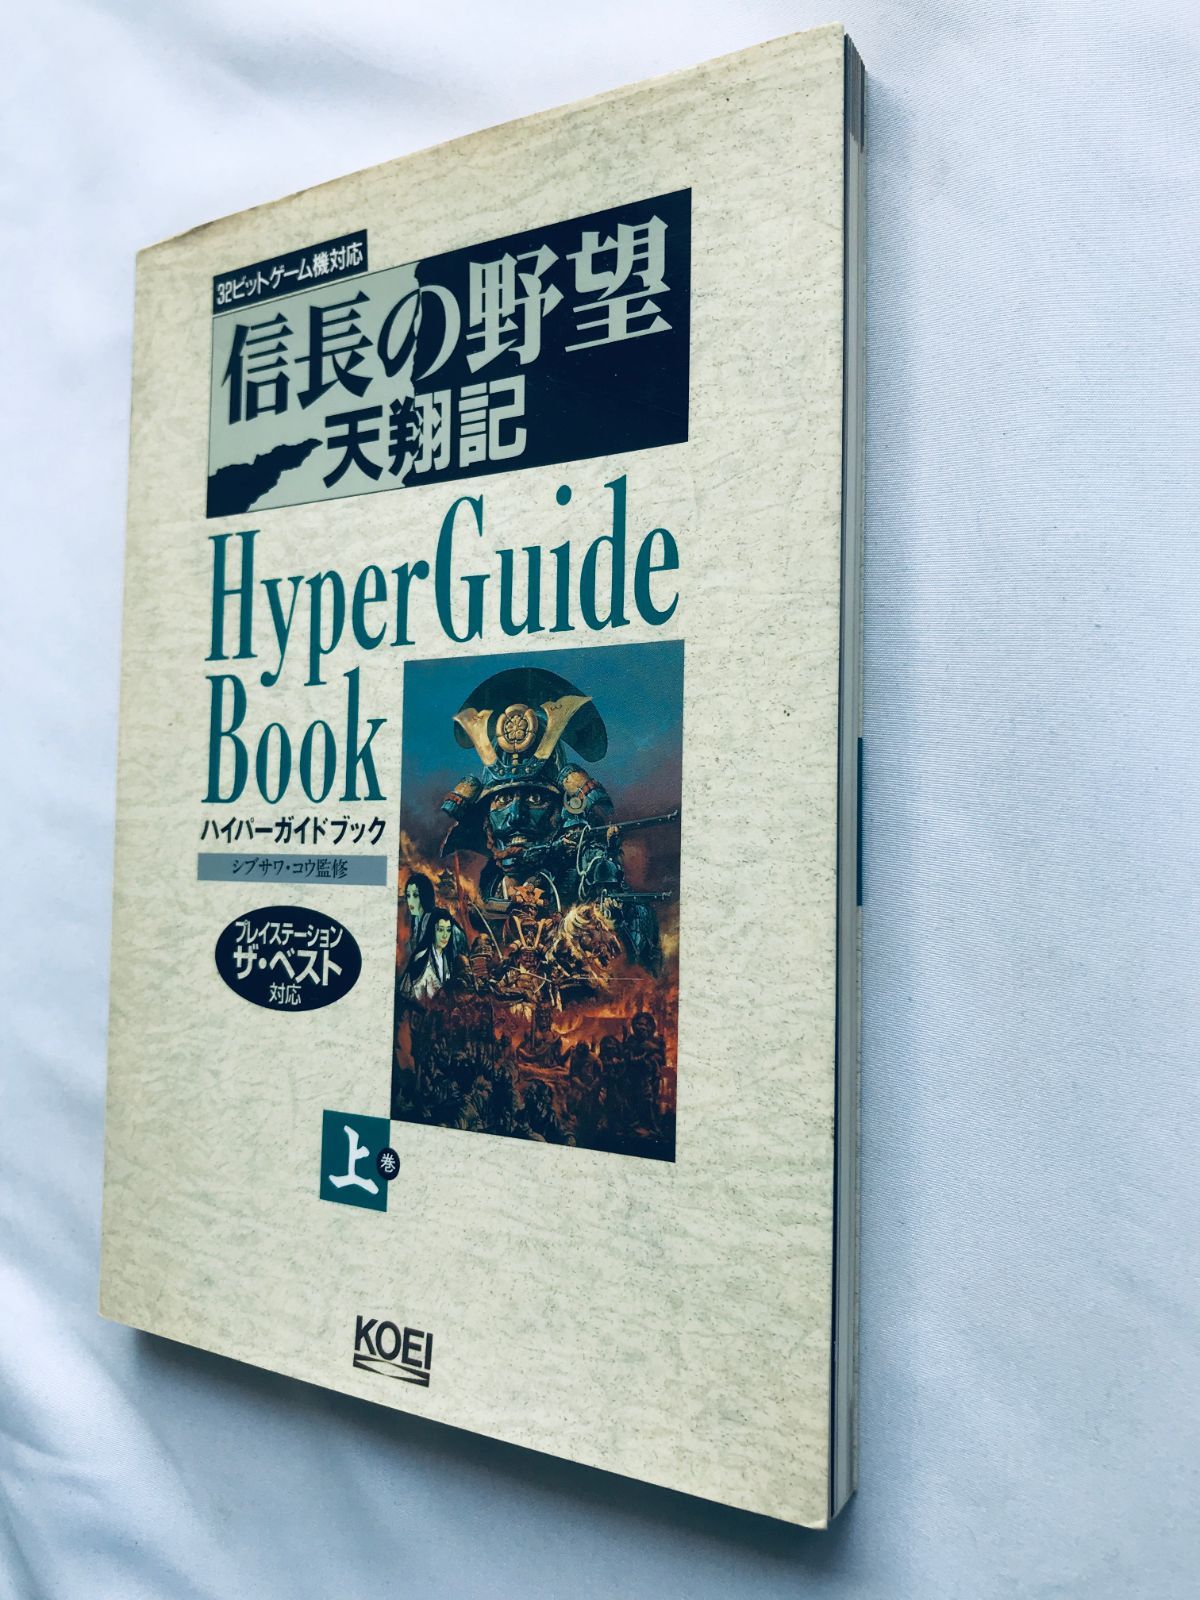 32ビットゲーム機対応
信長の野望
天翔記
HyperGuide
Book
ハイパーガイドブック
シブサワ・コウ監修
プレイステーション
ザ・ベスト
対応
上巻
KOEI